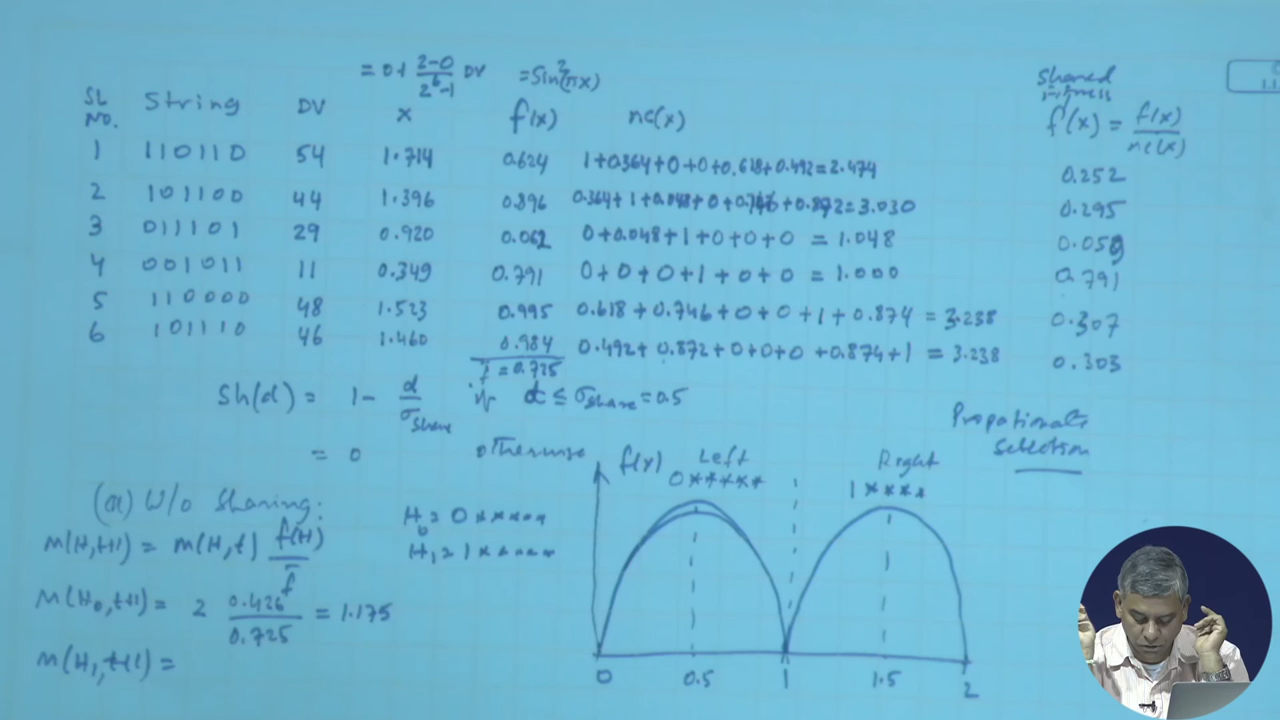 = 0+ 2-0/2^6-1 DV = Sin^2(πx)
Shared fitness
SL NO. String DV x f(x) nc(x) f'(x) = f(x)/nc(x)
1 110110 54 1.714 0.624 1+0.364+0+0+0.618+0.492=2.474 0.252
2 101100 44 1.396 0.896 0.364+1+0.048+0+0.746+0.872=3.030 0.295
3 011101 29 0.920 0.062 0+0.048+1+0+0+0 = 1.048 0.059
4 001011 11 0.349 0.791 0+0+0+1+0+0 = 1.000 0.791
5 110000 48 1.523 0.995 0.618+0.746+0+0+1+0.874 = 3.238 0.307
6 101110 46 1.460 0.984 0.492+0.872+0+0+0+0.874+1 = 3.238 0.303
f̄ = 0.725
Sh(d) = 1 - d/σshare if d ≤ σshare = 0.5
= 0 otherwise
Propationate Selection
f(x) Left Right
0***** 1****
(a) W/o Sharing:
H0 = 0*****
m(H,t+1) = m(H,t) f(H)/f̄
H1 = 1*****
m(H0,t+1) = 2 0.426/0.725 = 1.175
m(H1,t+1) =
0 0.5 1 1.5 2